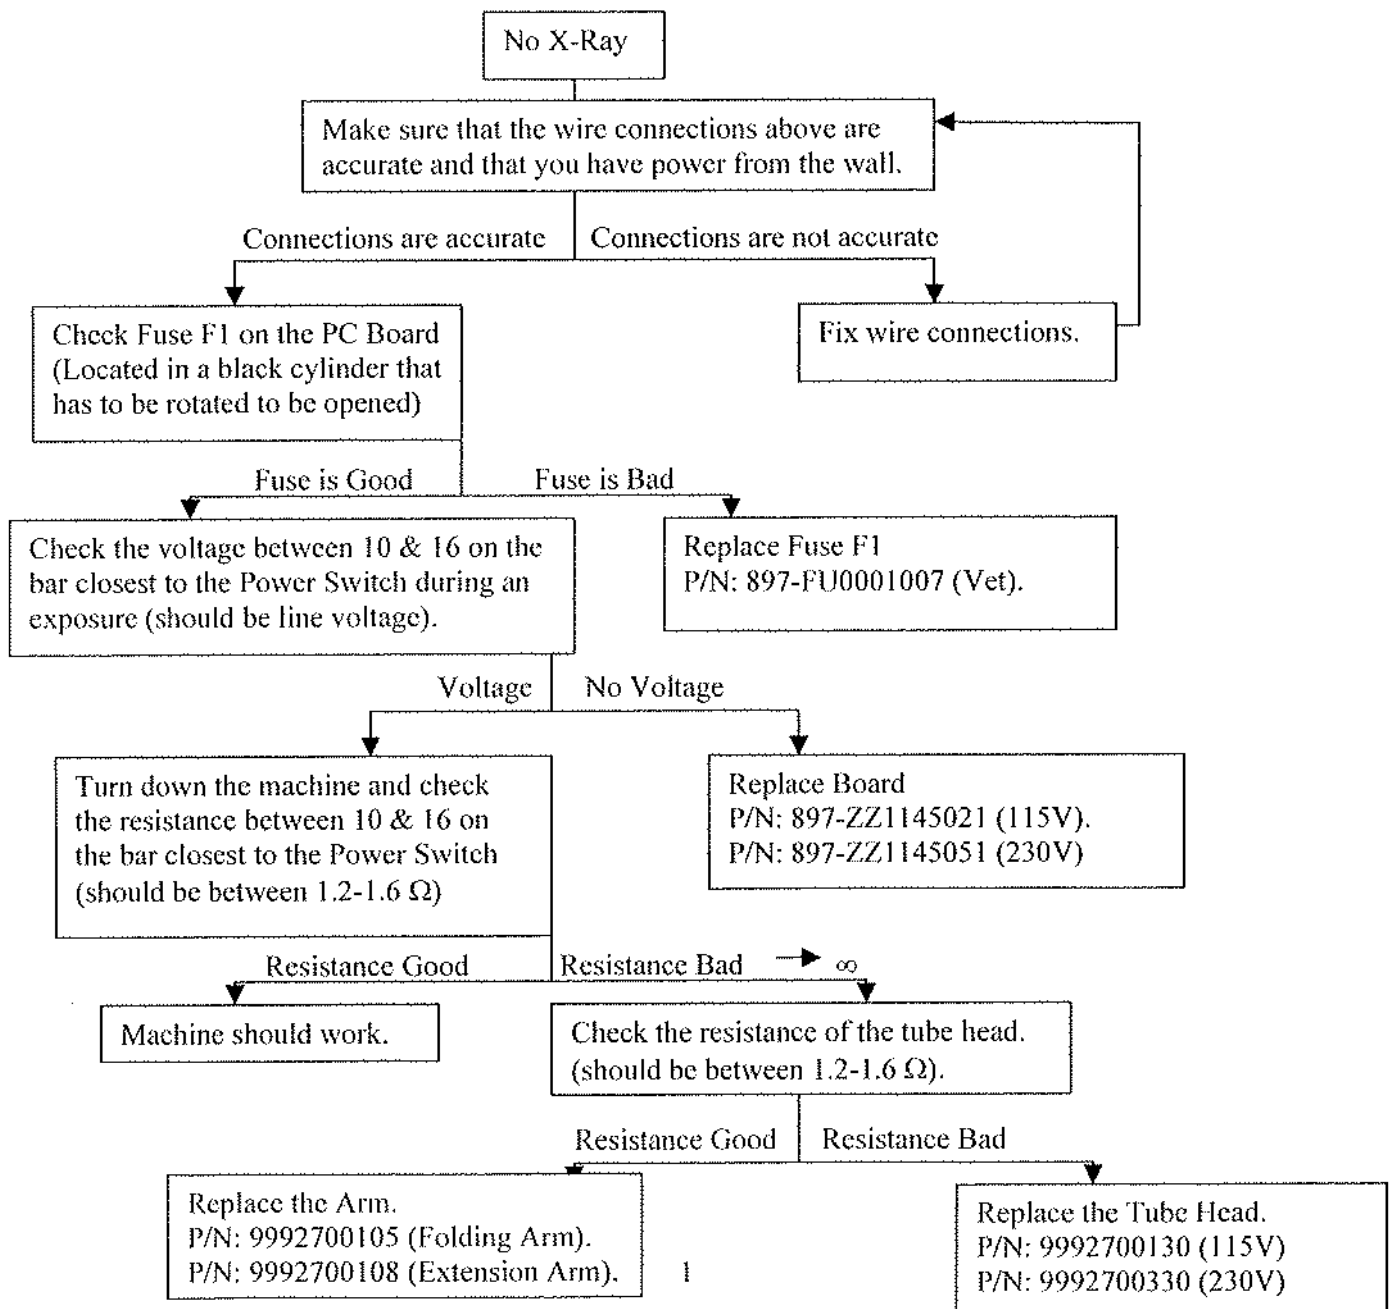 No X-Ray
Make sure that the wire connections above are
accurate and that you have power from the wall.
Connections are accurate
Connections are not accurate
Check Fuse F1 on the PC Board
(Located in a black cylinder that
has to be rotated to be opened)
Fix wire connections.
Fuse is Good
Fuse is Bad
Check the voltage between 10 & 16 on the
bar closest to the Power Switch during an
exposure (should be line voltage).
Replace Fuse F1
P/N: 897-FU0001007 (Vet).
Voltage
No Voltage
Turn down the machine and check
the resistance between 10 & 16 on
the bar closest to the Power Switch
(should be between 1.2-1.6 Ω)
Replace Board
P/N: 897-ZZ1145021 (115V).
P/N: 897-ZZ1145051 (230V)
Resistance Good
Resistance Bad → ∞
Machine should work.
Check the resistance of the tube head.
(should be between 1.2-1.6 Ω).
Resistance Good
Resistance Bad
Replace the Arm.
P/N: 9992700105 (Folding Arm).
P/N: 9992700108 (Extension Arm).
1
Replace the Tube Head.
P/N: 9992700130 (115V)
P/N: 9992700330 (230V)